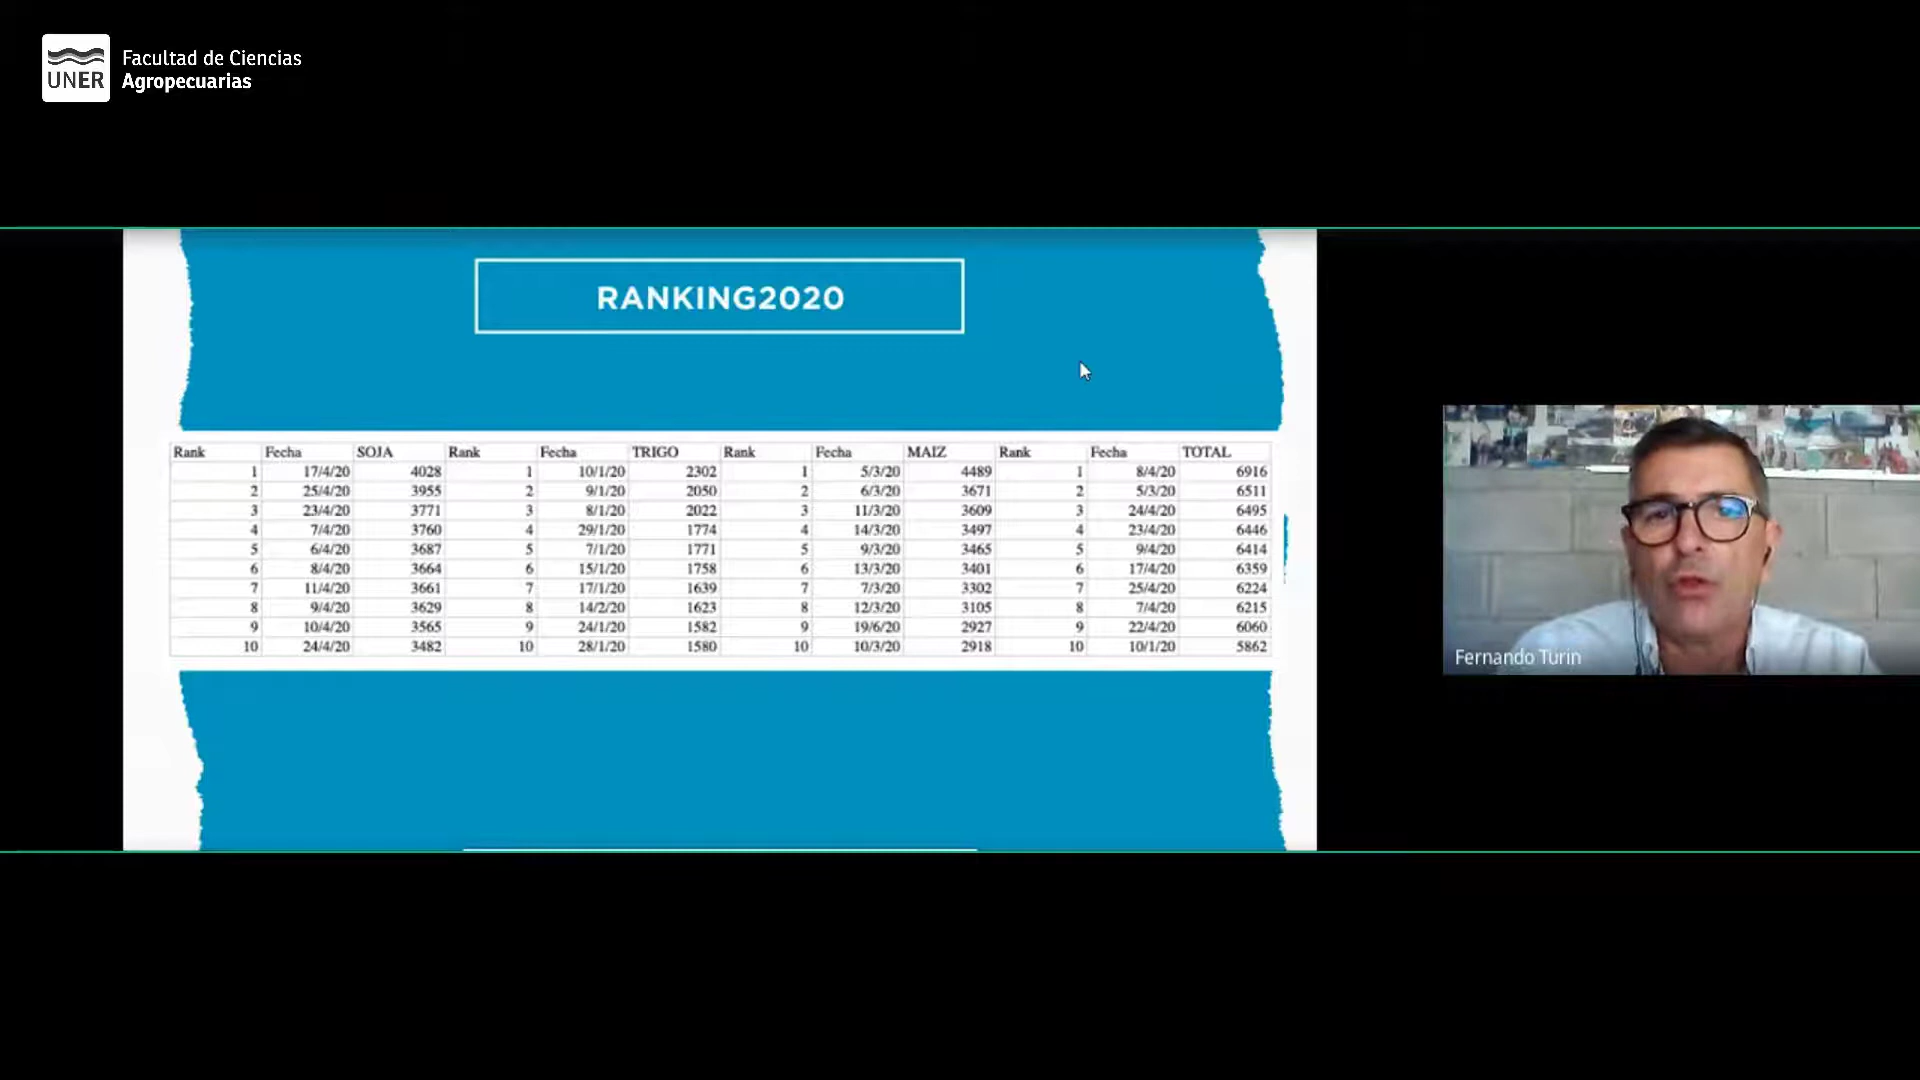 UNER
Facultad de Ciencias
Agropecuarias
RANKING2020
Rank Fecha SOJA Rank Fecha TRIGO Rank Fecha MAIZ Rank Fecha TOTAL
1 17/4/20 4028 1 10/1/20 2302 1 5/3/20 4489 1 8/4/20 6916
2 25/4/20 3955 2 9/1/20 2050 2 6/3/20 3671 2 5/3/20 6511
3 23/4/20 3771 3 8/1/20 2022 3 11/3/20 3609 3 24/4/20 6495
4 7/4/20 3760 4 29/1/20 1774 4 14/3/20 3497 4 23/4/20 6446
5 6/4/20 3687 5 7/1/20 1771 5 9/3/20 3465 5 9/4/20 6414
6 8/4/20 3664 6 15/1/20 1758 6 13/3/20 3401 6 17/4/20 6359
7 11/4/20 3661 7 17/1/20 1639 7 7/3/20 3302 7 25/4/20 6224
8 9/4/20 3629 8 14/2/20 1623 8 12/3/20 3105 8 7/4/20 6215
9 10/4/20 3565 9 24/1/20 1582 9 19/6/20 2927 9 22/4/20 6060
10 24/4/20 3482 10 28/1/20 1580 10 10/3/20 2918 10 10/1/20 5862
Fernando Turin